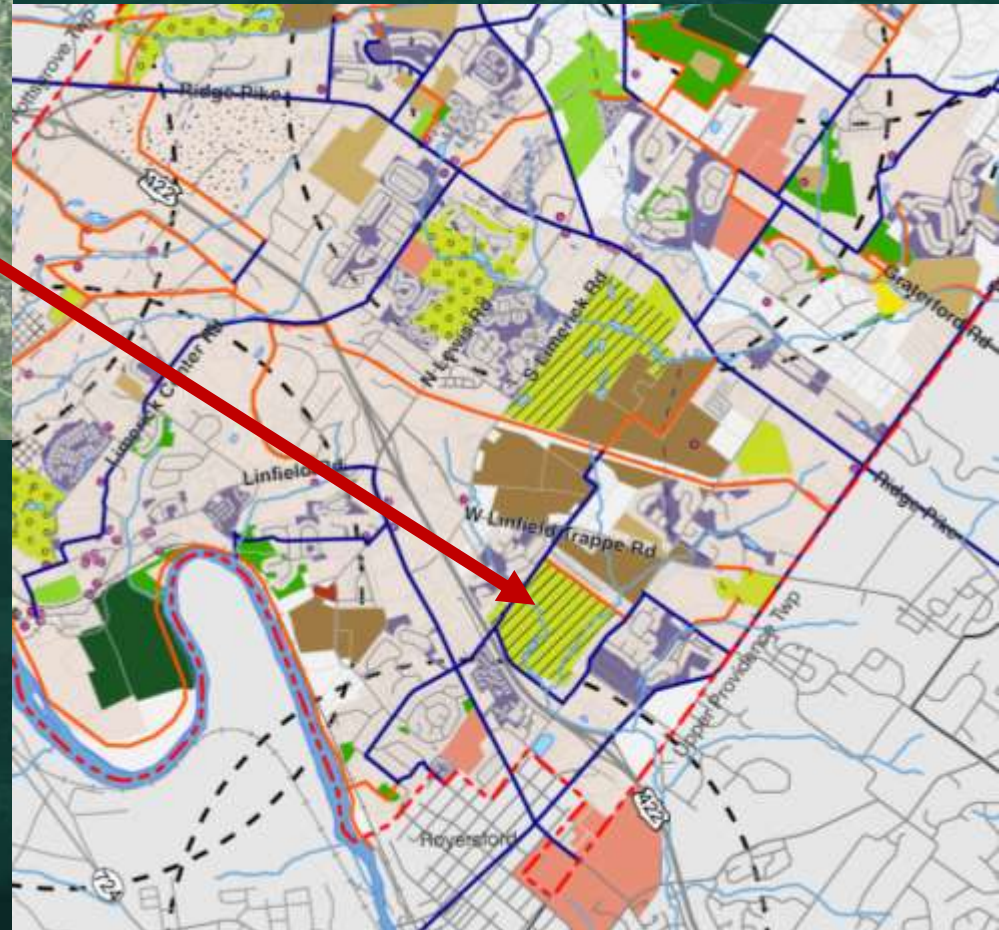 Ridge Pike
422
Graterford Rd
N Lewis Rd
S Limerick Rd
Limerick Center Rd
Linfield Rd
Ridge Pike
W Linfield Trappe Rd
Upper Providence Twp
422
Royersford
724